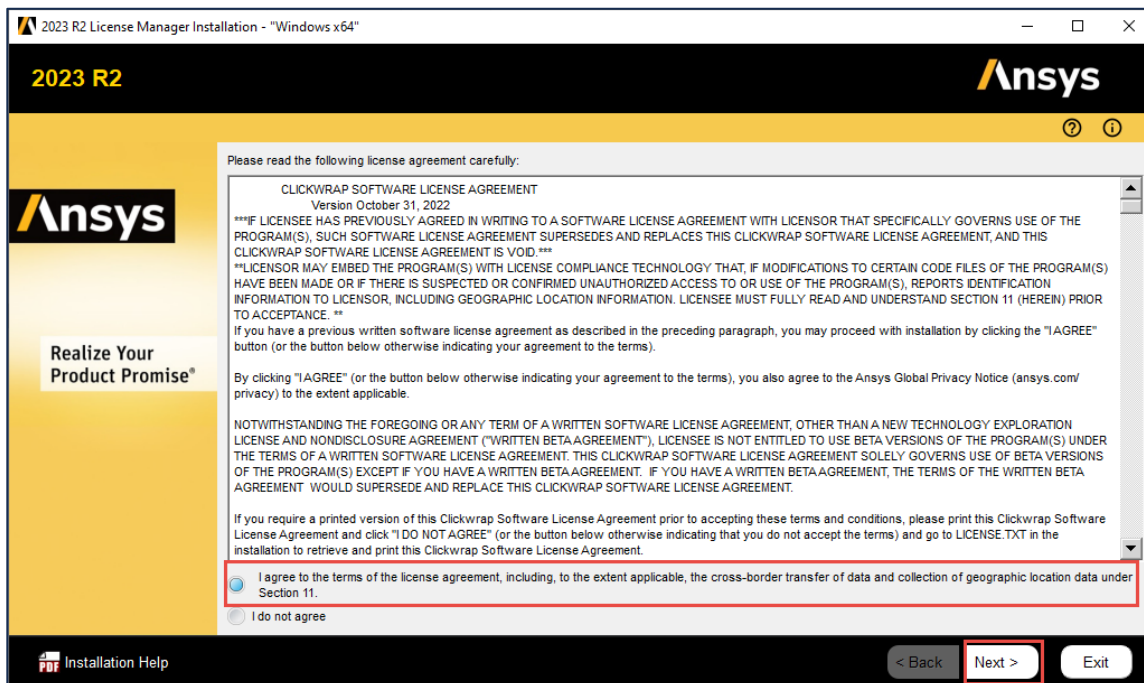 2023 R2 License Manager Installation - "Windows x64"
2023 R2
Ansys
Please read the following license agreement carefully:
Ansys
Realize Your
Product Promise®
CLICKWRAP SOFTWARE LICENSE AGREEMENT
Version October 31, 2022
***IF LICENSEE HAS PREVIOUSLY AGREED IN WRITING TO A SOFTWARE LICENSE AGREEMENT WITH LICENSOR THAT SPECIFICALLY GOVERNS USE OF THE
PROGRAM(S), SUCH SOFTWARE LICENSE AGREEMENT SUPERSEDES AND REPLACES THIS CLICKWRAP SOFTWARE LICENSE AGREEMENT, AND THIS
CLICKWRAP SOFTWARE LICENSE AGREEMENT IS VOID.***
**LICENSOR MAY EMBED THE PROGRAM(S) WITH LICENSE COMPLIANCE TECHNOLOGY THAT, IF MODIFICATIONS TO CERTAIN CODE FILES OF THE PROGRAM(S)
HAVE BEEN MADE OR IF THERE IS SUSPECTED OR CONFIRMED UNAUTHORIZED ACCESS TO OR USE OF THE PROGRAM(S), REPORTS IDENTIFICATION
INFORMATION TO LICENSOR, INCLUDING GEOGRAPHIC LOCATION INFORMATION. LICENSEE MUST FULLY READ AND UNDERSTAND SECTION 11 (HEREIN) PRIOR
TO ACCEPTANCE. **
If you have a previous written software license agreement as described in the preceding paragraph, you may proceed with installation by clicking the "I AGREE"
button (or the button below otherwise indicating your agreement to the terms).
By clicking "I AGREE" (or the button below otherwise indicating your agreement to the terms), you also agree to the Ansys Global Privacy Notice (ansys.com/
privacy) to the extent applicable.
NOTWITHSTANDING THE FOREGOING OR ANY TERM OF A WRITTEN SOFTWARE LICENSE AGREEMENT, OTHER THAN A NEW TECHNOLOGY EXPLORATION
LICENSE AND NONDISCLOSURE AGREEMENT ("WRITTEN BETA AGREEMENT"), LICENSEE IS NOT ENTITLED TO USE BETA VERSIONS OF THE PROGRAM(S) UNDER
THE TERMS OF A WRITTEN SOFTWARE LICENSE AGREEMENT. THIS CLICKWRAP SOFTWARE LICENSE AGREEMENT SOLELY GOVERNS USE OF BETA VERSIONS
OF THE PROGRAM(S) EXCEPT IF YOU HAVE A WRITTEN BETA AGREEMENT. IF YOU HAVE A WRITTEN BETA AGREEMENT, THE TERMS OF THE WRITTEN BETA
AGREEMENT WOULD SUPERSEDE AND REPLACE THIS CLICKWRAP SOFTWARE LICENSE AGREEMENT.
If you require a printed version of this Clickwrap Software License Agreement prior to accepting these terms and conditions, please print this Clickwrap Software
License Agreement and click "I DO NOT AGREE" (or the button below otherwise indicating that you do not accept the terms) and go to LICENSE.TXT in the
installation to retrieve and print this Clickwrap Software License Agreement.
I agree to the terms of the license agreement, including, to the extent applicable, the cross-border transfer of data and collection of geographic location data under
Section 11.
I do not agree
PDF Installation Help
< Back
Next >
Exit